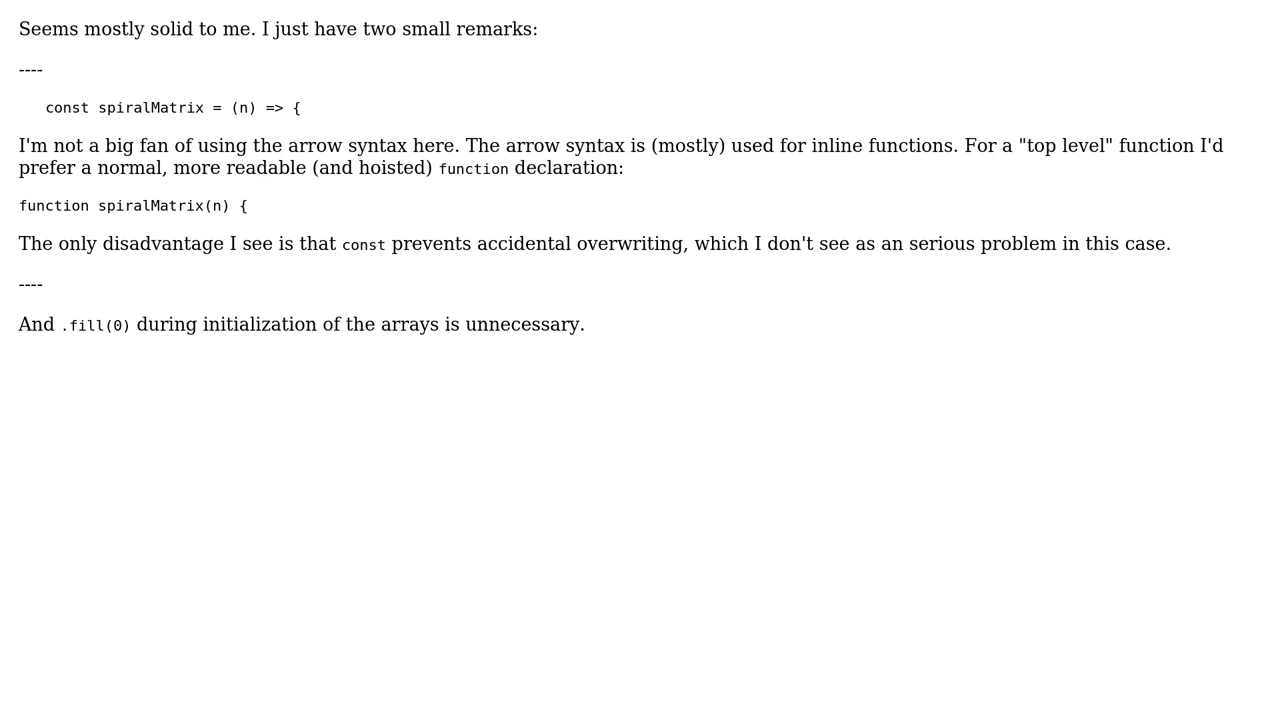 Seems mostly solid to me. I just have two small remarks:
----
const spiralMatrix = (n) => {
I'm not a big fan of using the arrow syntax here. The arrow syntax is (mostly) used for inline functions. For a "top level" function I'd
prefer a normal, more readable (and hoisted) function declaration:
function spiralMatrix(n) {
The only disadvantage I see is that const prevents accidental overwriting, which I don't see as an serious problem in this case.
----
And .fill(0) during initialization of the arrays is unnecessary.